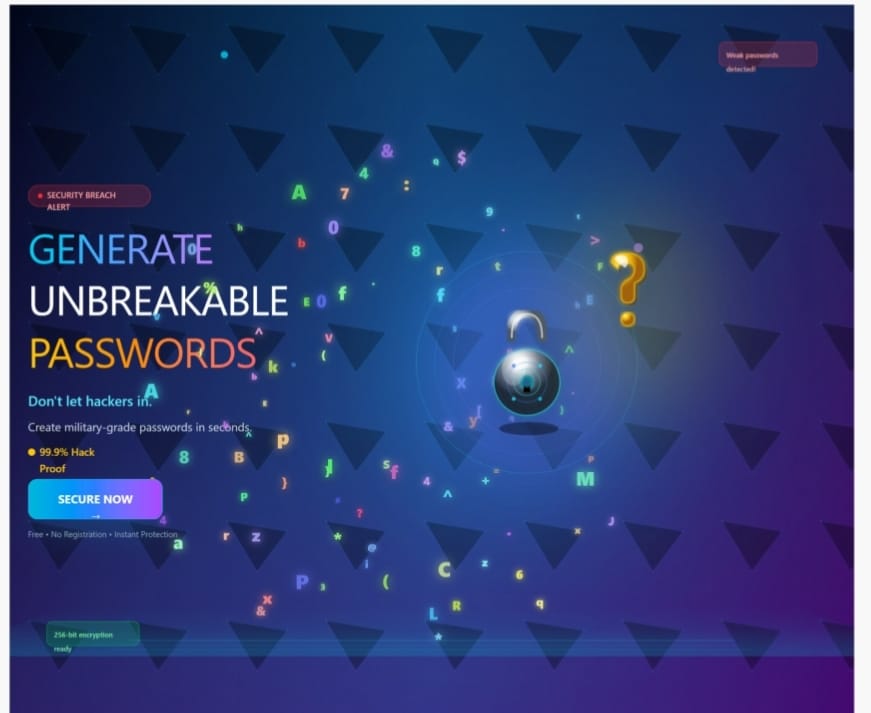 Weak passwords
detected!
SECURITY BREACH
ALERT
GENERATE
UNBREAKABLE
PASSWORDS
Don't let hackers in.
Create military-grade passwords in seconds.
99.9% Hack
Proof
SECURE NOW
→
Free • No Registration • Instant Protection
256-bit encryption
ready